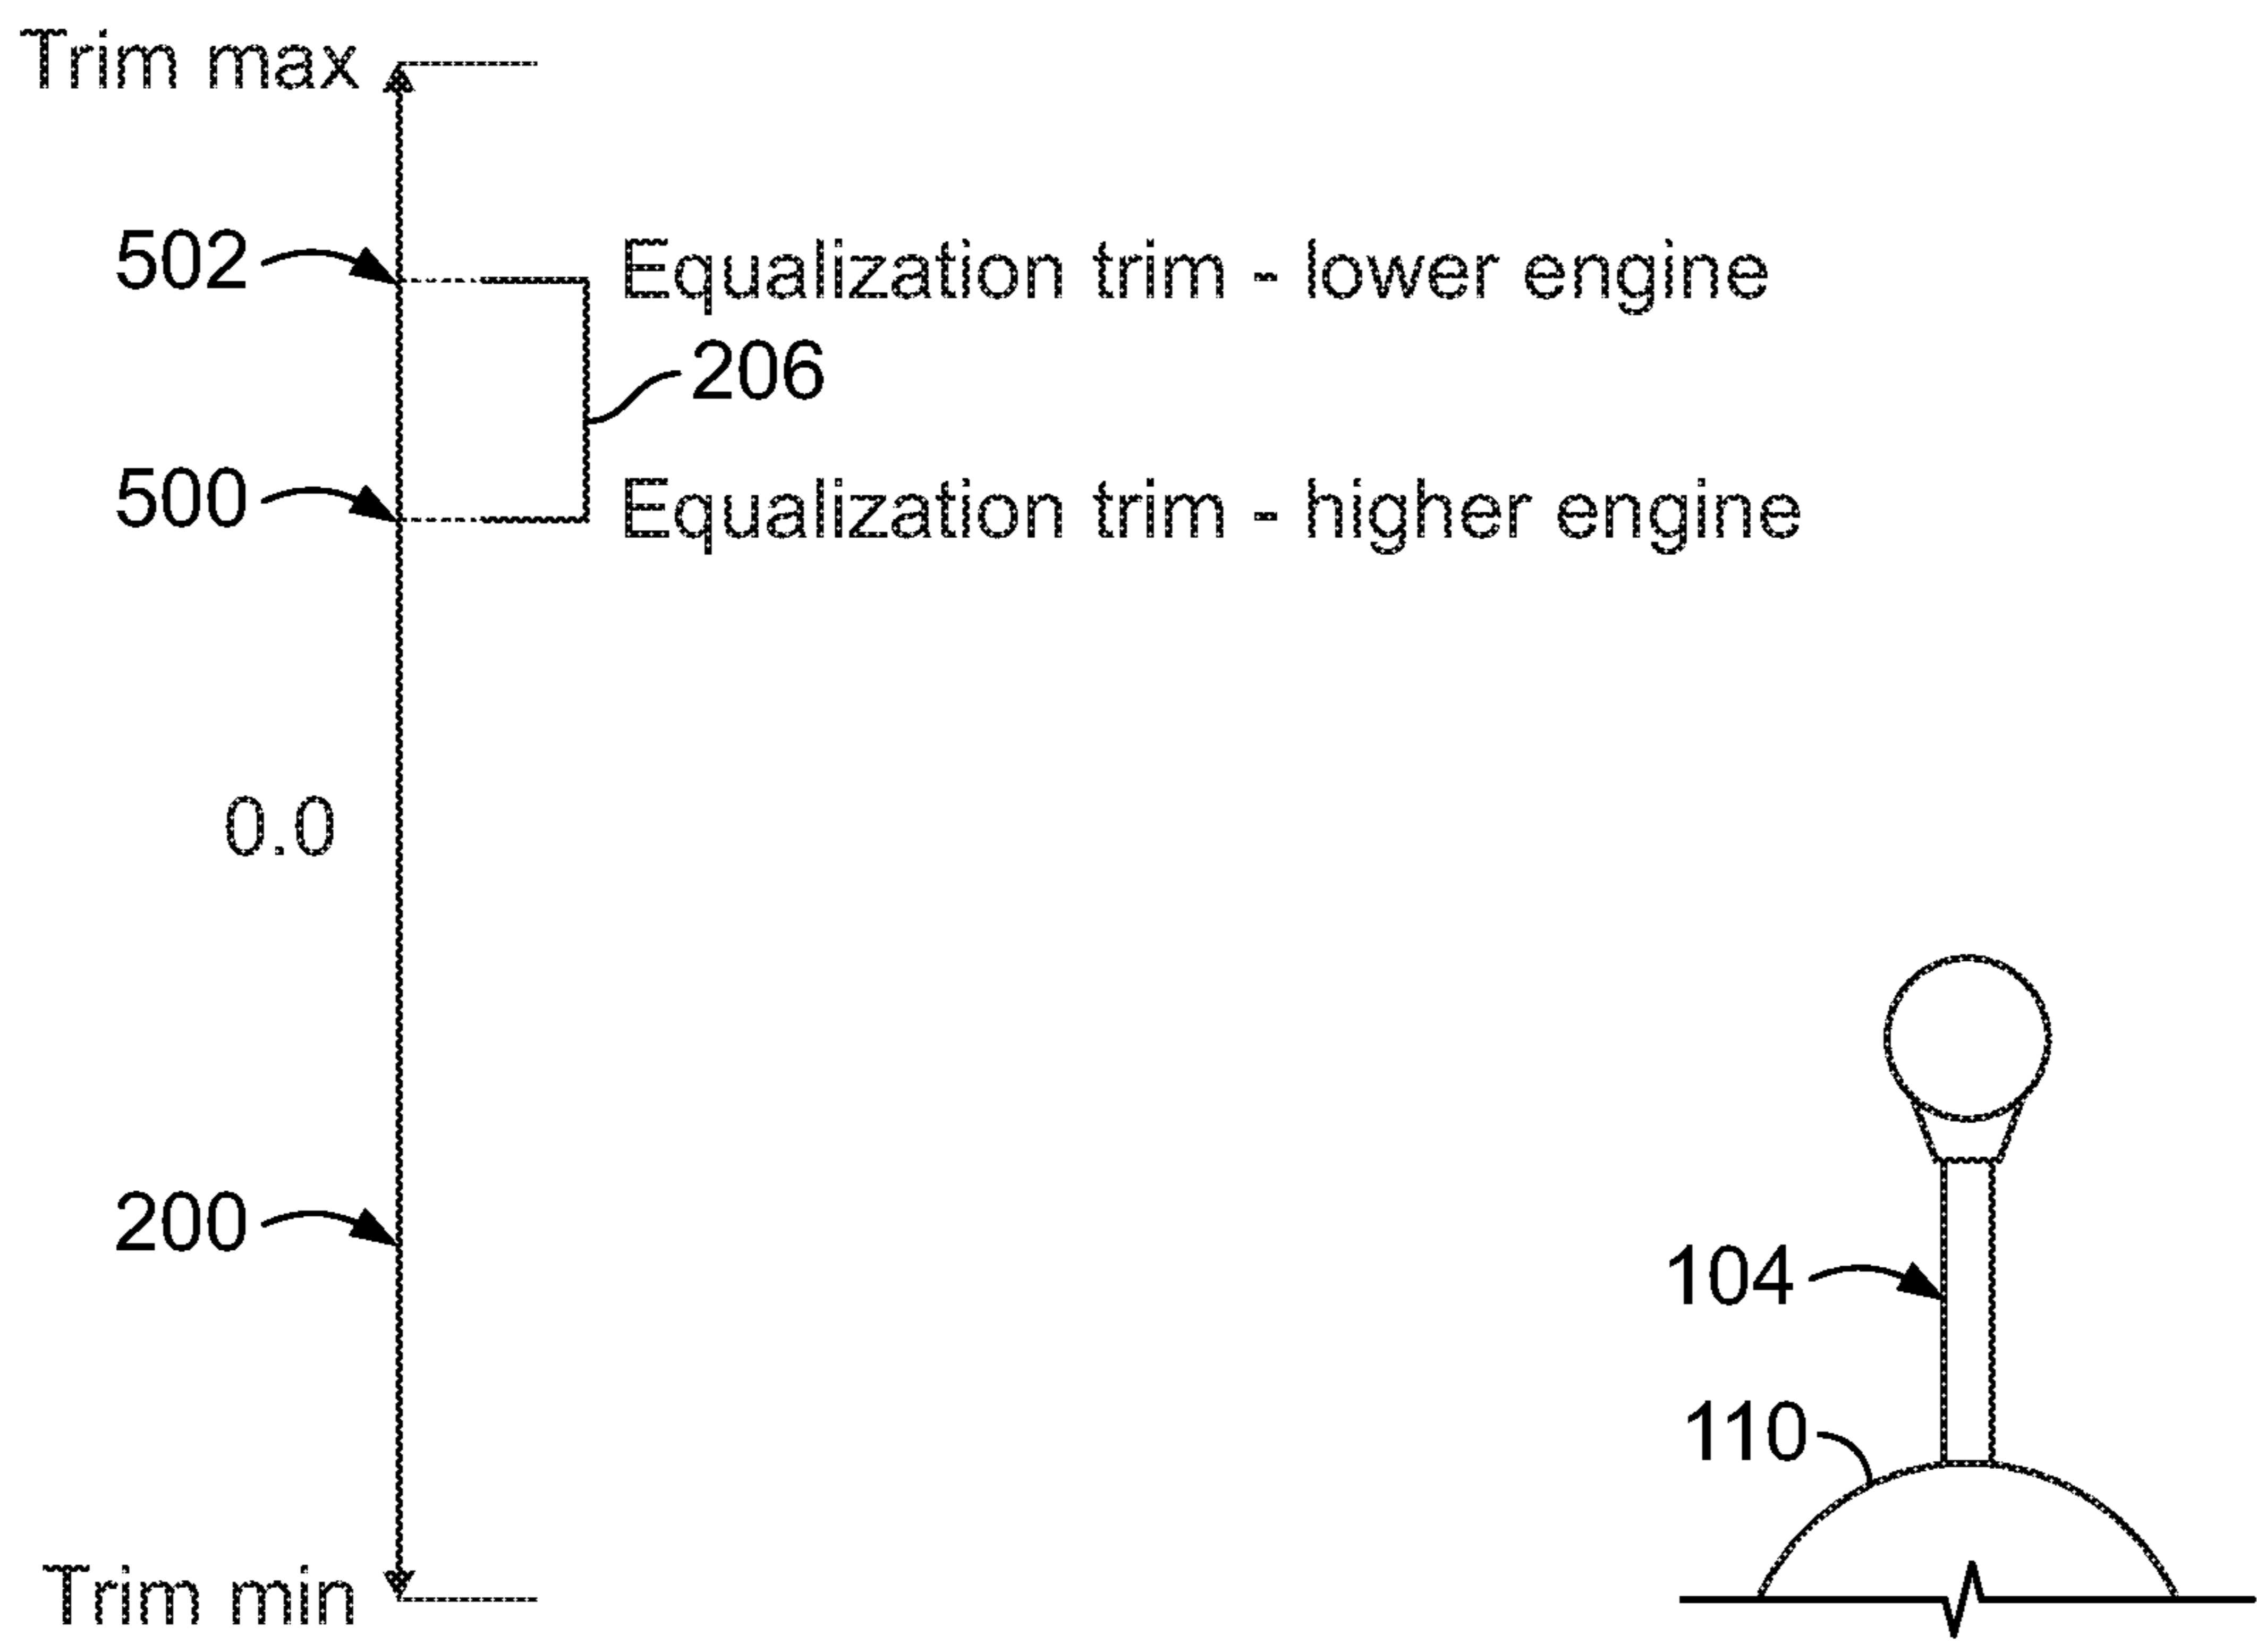 Trim max
502
Equalization trim - lower engine
206
500
Equalization trim - higher engine
0.0
200
104
110
Trim min